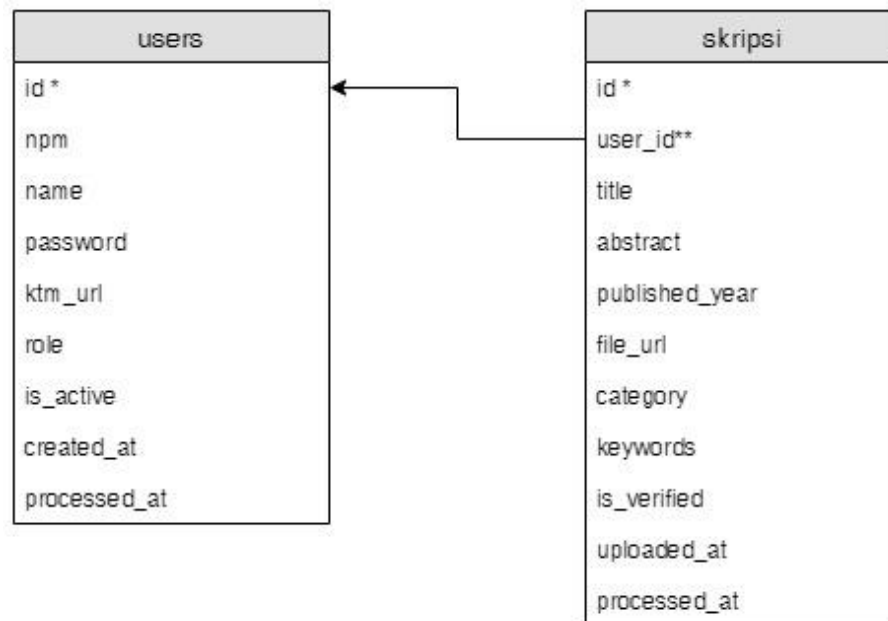 users
id *
npm
name
password
ktm_url
role
is_active
created_at
processed_at
skripsi
id *
user_id**
title
abstract
published_year
file_url
category
keywords
is_verified
uploaded_at
processed_at